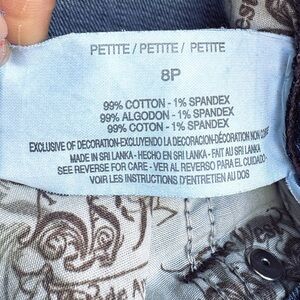 PETITE / PETITE / PETITE
8P
99% COTTON - 1% SPANDEX
99% ALGODON - 1% SPANDEX
99% COTON - 1% SPANDEX
EXCLUSIVE OF DECORATION-EXCLUYENDO LA DECORACION-DÉCORATION NON
MADE IN SRI LANKA - HECHO EN SRI LANKA - FAIT AU SRI LANKA
SEE REVERSE FOR CARE - VER AL REVERSO PARA EL CUIDADO -
VOIR LES INSTRUCTIONS D'ENTRETIEN AU DOS